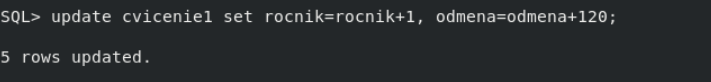 SQL> update cvicenie1 set rocnik=rocnik+1, odmena=odmena+120;
5 rows updated.